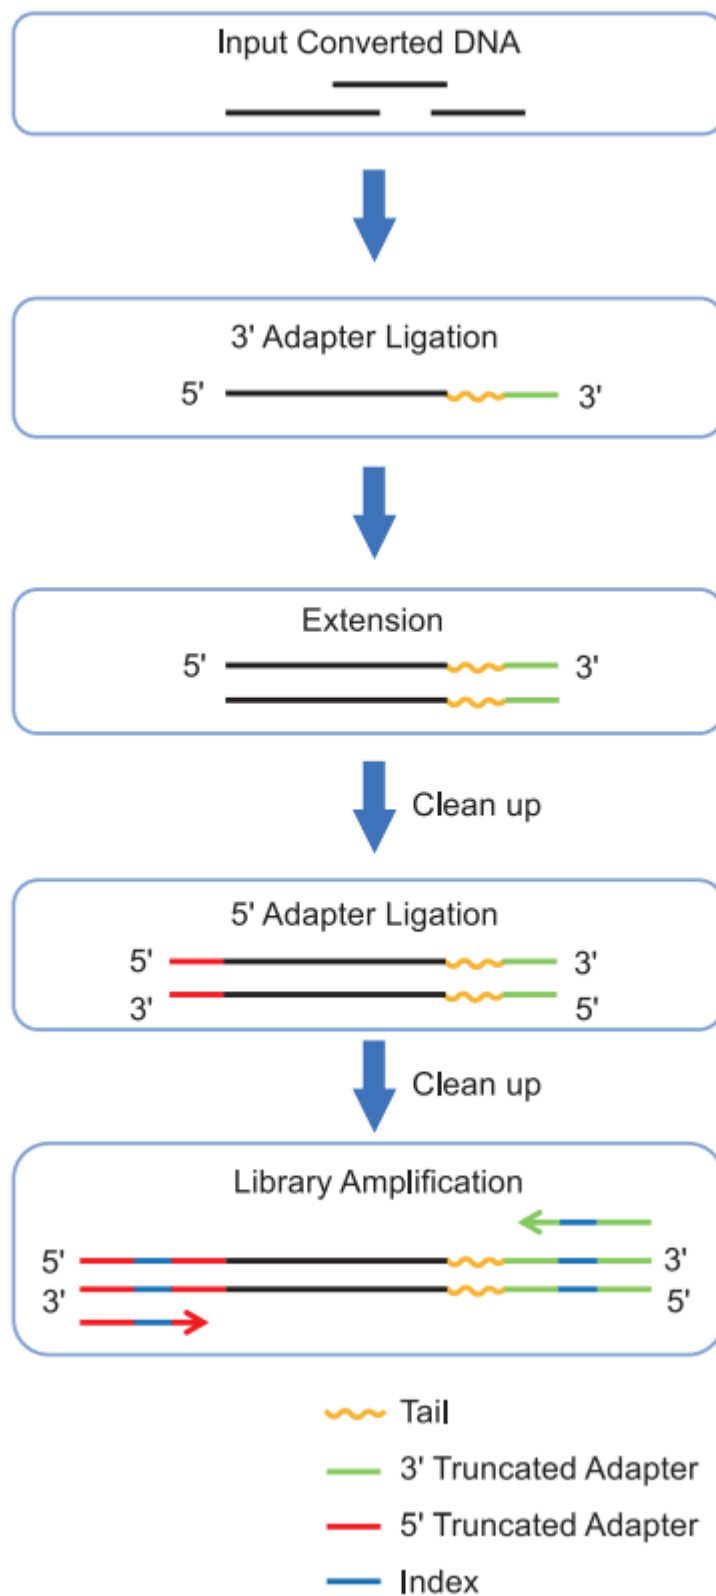 Input Converted DNA
3' Adapter Ligation
5' 3'
Extension
5' 3'
Clean up
5' Adapter Ligation
5' 3'
3' 5'
Clean up
Library Amplification
5' 3'
3' 5'
Tail
3' Truncated Adapter
5' Truncated Adapter
Index